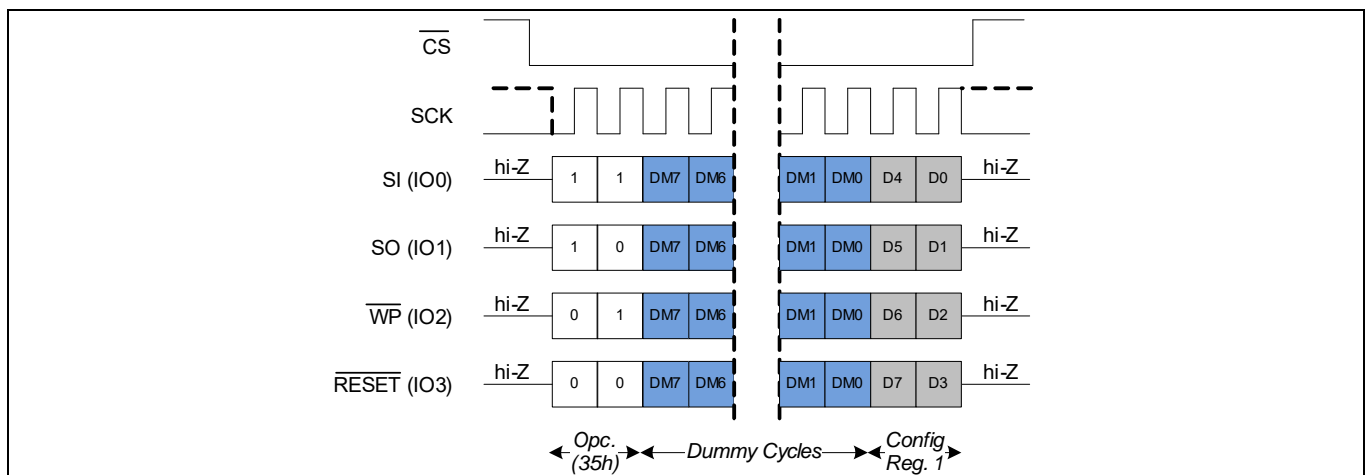 CS
SCK
SI (IO0) hi-Z 1 1 DM7 DM6 DM1 DM0 D4 D0 hi-Z
SO (IO1) hi-Z 1 0 DM7 DM6 DM1 DM0 D5 D1 hi-Z
WP (IO2) hi-Z 0 1 DM7 DM6 DM1 DM0 D6 D2 hi-Z
RESET (IO3) hi-Z 0 0 DM7 DM6 DM1 DM0 D7 D3 hi-Z
Opc. (35h) Dummy Cycles Config Reg. 1